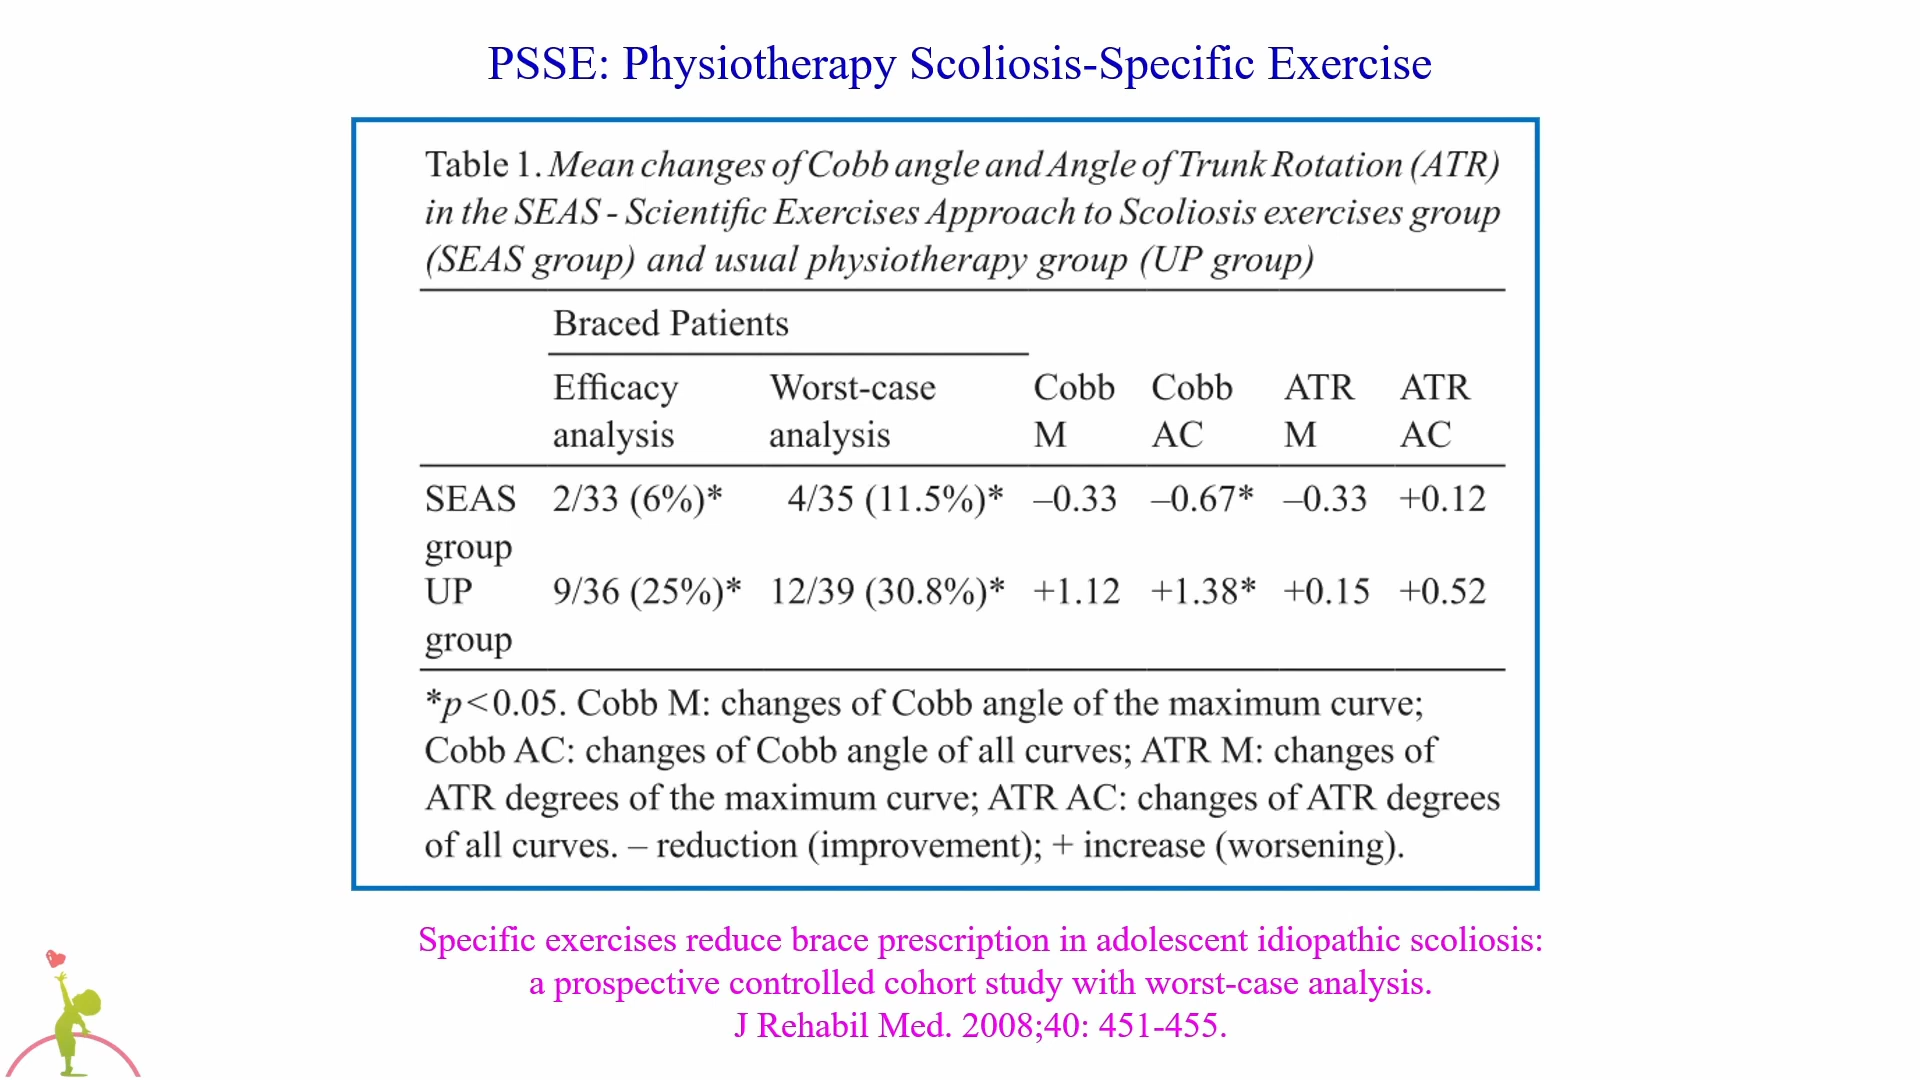 PSSE: Physiotherapy Scoliosis-Specific Exercise
Table 1. Mean changes of Cobb angle and Angle of Trunk Rotation (ATR)
in the SEAS - Scientific Exercises Approach to Scoliosis exercises group
(SEAS group) and usual physiotherapy group (UP group)
Braced Patients
Efficacy analysis Worst-case analysis Cobb M Cobb AC ATR M ATR AC
SEAS group 2/33 (6%)* 4/35 (11.5%)* –0.33 –0.67* –0.33 +0.12
UP group 9/36 (25%)* 12/39 (30.8%)* +1.12 +1.38* +0.15 +0.52
*p<0.05. Cobb M: changes of Cobb angle of the maximum curve;
Cobb AC: changes of Cobb angle of all curves; ATR M: changes of
ATR degrees of the maximum curve; ATR AC: changes of ATR degrees
of all curves. – reduction (improvement); + increase (worsening).
Specific exercises reduce brace prescription in adolescent idiopathic scoliosis:
a prospective controlled cohort study with worst-case analysis.
J Rehabil Med. 2008;40: 451-455.